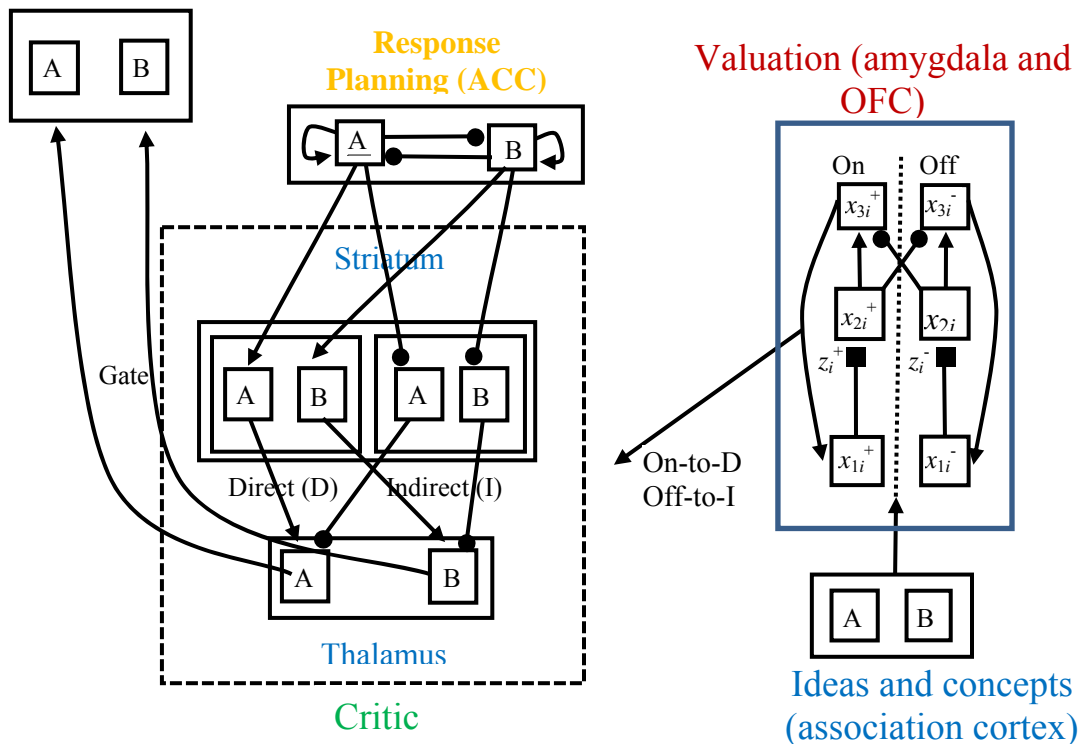 A B
Response
Planning (ACC)
A B
Striatum
Gate
A B A B
Direct (D) Indirect (I)
A B
Thalamus
Critic
Valuation (amygdala and
OFC)
On Off
x3i+ x3i-
x2i+ x2i
zi+ zi-
x1i+ x1i-
On-to-D
Off-to-I
A B
Ideas and concepts
(association cortex)